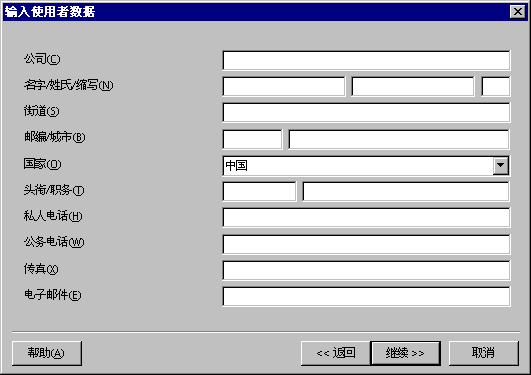 输入使用者数据
公司(C)
名字/姓氏/缩写(N)
街道(S)
邮编/城市(B)
国家(O)
中国
头衔/职务(T)
私人电话(H)
公务电话(W)
传真(X)
电子邮件(E)
帮助(A) << 返回 继续 >> 取消